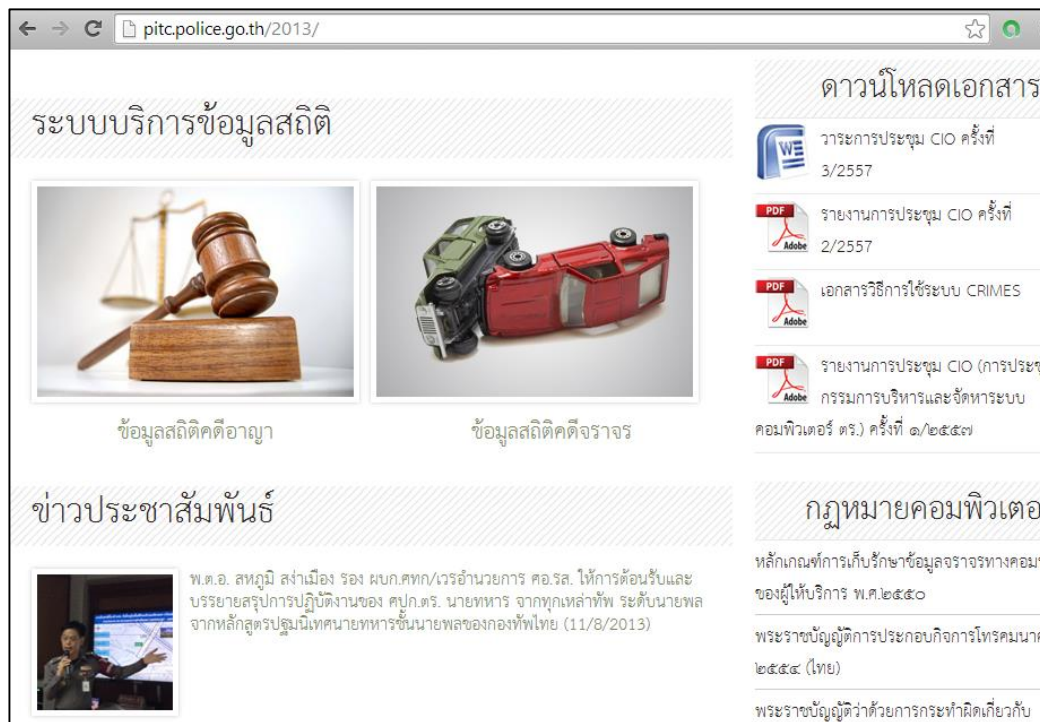 pitc.police.go.th/2013/
ระบบบริการข้อมูลสถิติ
ข้อมูลสถิติคดีอาญา
ข้อมูลสถิติคดีจราจร
ข่าวประชาสัมพันธ์
พ.ต.อ. สหภูมิ สง่าเมือง รอง ผบก.ศทก/เวรอำนวยการ ศอ.รส. ให้การต้อนรับและ
บรรยายสรุปการปฏิบัติงานของ ศปก.ตร. นายทหาร จากทุกเหล่าทัพ ระดับนายพล
จากหลักสูตรปฐมนิเทศนายทหารชั้นนายพลของกองทัพไทย (11/8/2013)
ดาวน์โหลดเอกสาร
วาระการประชุม CIO ครั้งที่
3/2557
PDF
Adobe
รายงานการประชุม CIO ครั้งที่
2/2557
PDF
Adobe
เอกสารวิธีการใช้ระบบ CRIMES
PDF
Adobe
รายงานการประชุม CIO (การประชุ
กรรมการบริหารและจัดหาระบบ
คอมพิวเตอร์ ตร.) ครั้งที่ ๑/๒๕๕๗
กฎหมายคอมพิวเตอ
หลักเกณฑ์การเก็บรักษาข้อมูลจราจรทางคอม
ของผู้ให้บริการ พ.ศ.๒๕๕๐
พระราชบัญญัติการประกอบกิจการโทรคมนาค
๒๕๔๔ (ไทย)
พระราชบัญญัติว่าด้วยการกระทำผิดเกี่ยวกับ